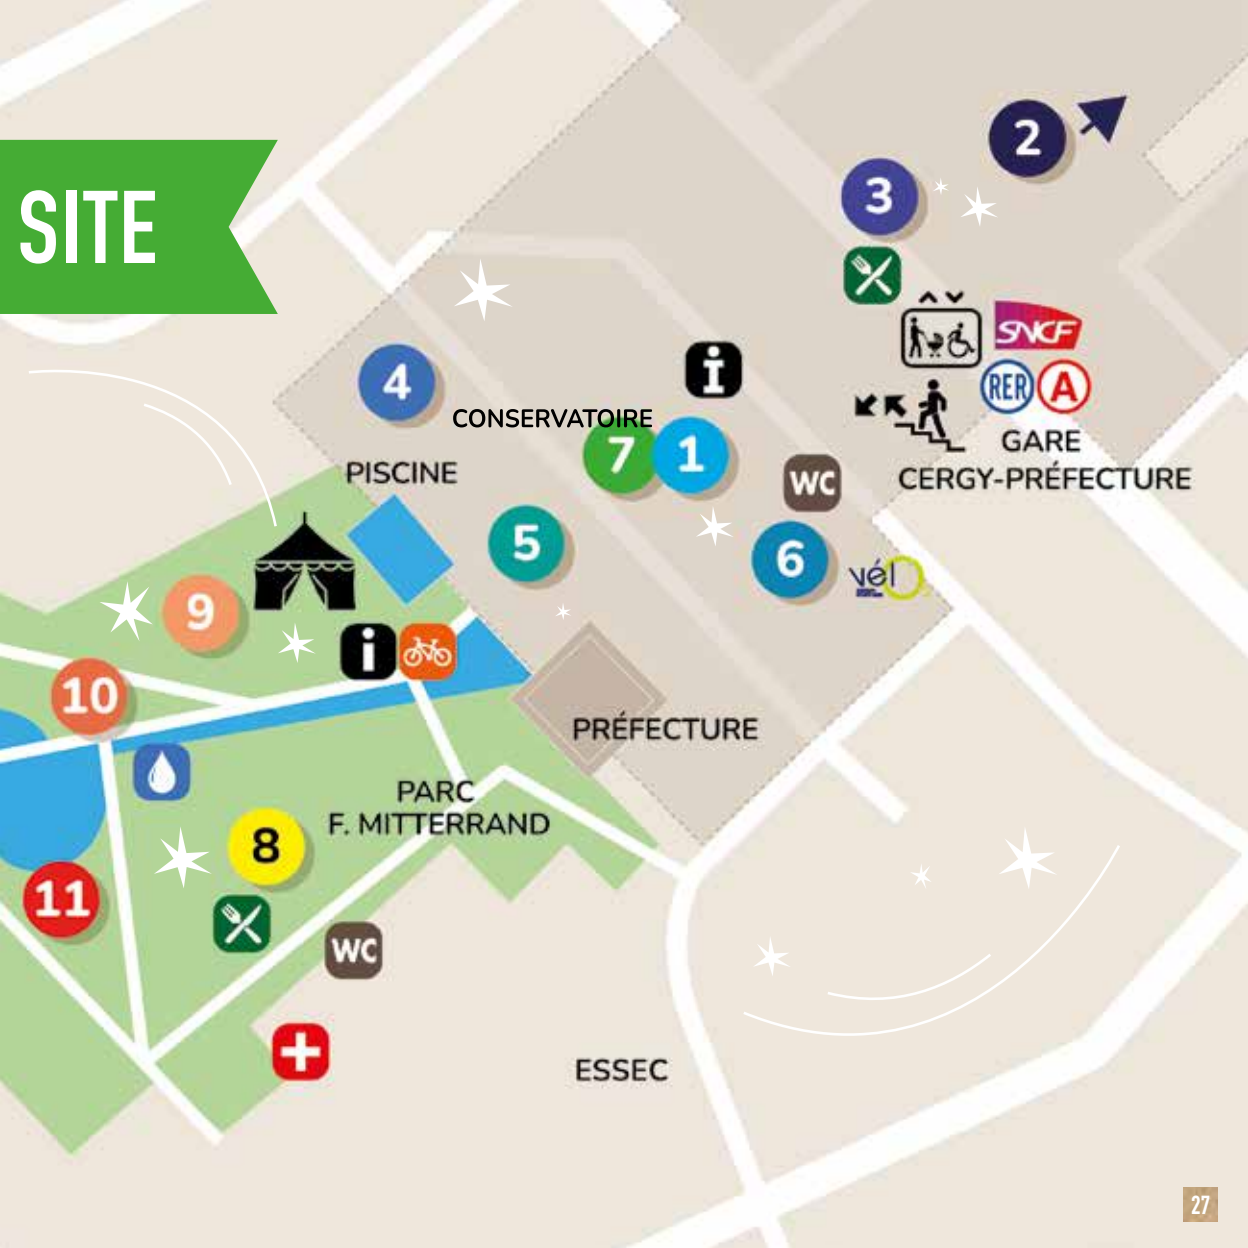 SITE
2
3
SNCF
4
i
RER A
CONSERVATOIRE
GARE
CERGY-PRÉFECTURE
7 1
PISCINE
WC
5
6
vélO
9
i
10
PRÉFECTURE
PARC
F. MITTERRAND
8
11
WC
ESSEC
27